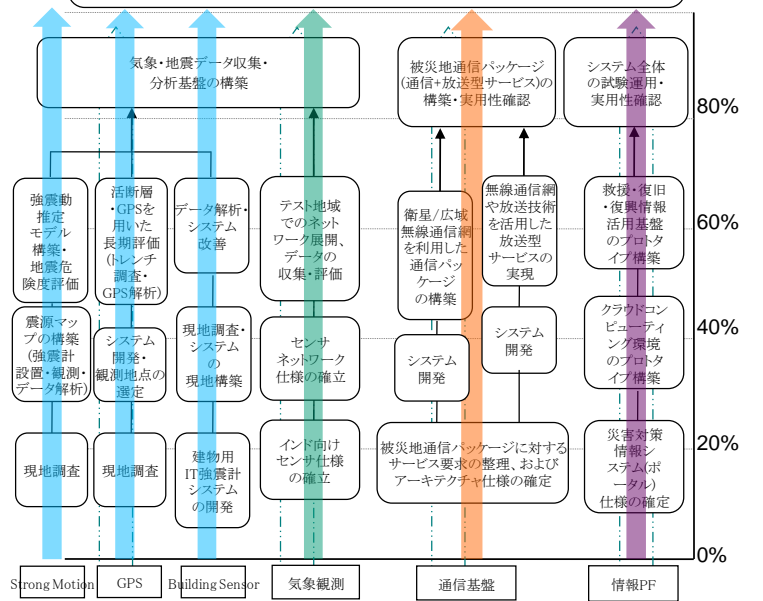 気象・地震データ収集・
分析基盤の構築
被災地通信パッケージ
(通信+放送型サービス)の
構築・実用性確認
システム全体
の試験運用・
実用性確認
80%
強震動
推定
モデル
構築・
地震危
険度評価
活断層
・GPSを
用いた
長期評価
(トレンチ
調査・
GPS解析)
データ解析・
システム
改善
テスト地域
でのネット
ワーク展開、
データの
収集・評価
衛星/広域
無線通信網
を利用した
通信パッ
ケージ
の構築
無線通信網
や放送技術
を活用した
放送型
サービスの
実現
救援・復旧
・復興情報
活用基盤
のプロトタ
イプ構築
60%
震源マッ
プの構築
(強震計
設置・観測・
データ解析)
システム
開発・
観測地点の
選定
現地調査・
システム
の
現地構築
センサ
ネットワーク
仕様の確立
システム
開発
システム
開発
クラウドコン
ピューティ
ング環境
のプロトタ
イプ構築
40%
現地調査
現地調査
建物用
IT強震計
システム
の開発
インド向け
センサ仕様
の確立
被災地通信パッケージに対する
サービス要求の整理、および
アーキテクチャ仕様の確定
災害対策
情報シ
ステム(ポ
ータル)
仕様の確定
20%
0%
Strong Motion
GPS
Building Sensor
気象観測
通信基盤
情報PF